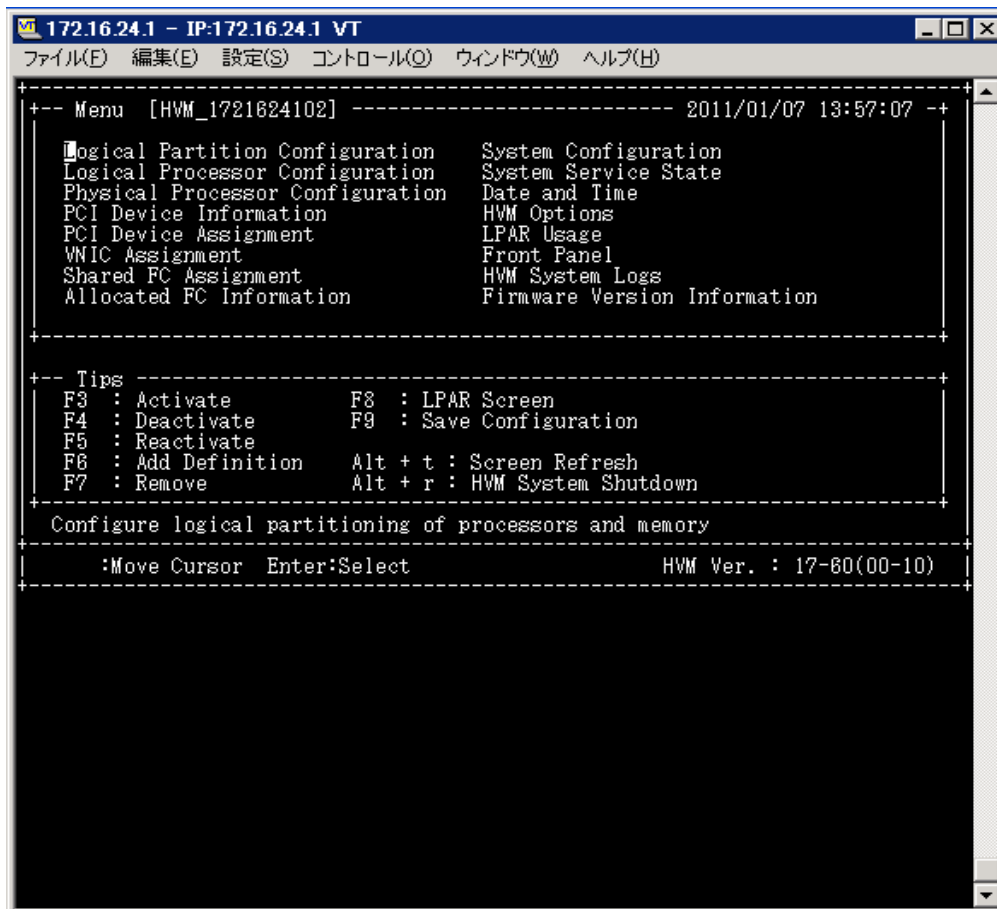 172.16.24.1 - IP:172.16.24.1 VT
ファイル(F) 編集(E) 設定(S) コントロール(O) ウィンドウ(W) ヘルプ(H)
+-- Menu [HVM_1721624102] --------------------------- 2011/01/07 13:57:07 -+
Logical Partition Configuration System Configuration
Logical Processor Configuration System Service State
Physical Processor Configuration Date and Time
PCI Device Information HVM Options
PCI Device Assignment LPAR Usage
VNIC Assignment Front Panel
Shared FC Assignment HVM System Logs
Allocated FC Information Firmware Version Information
+-- Tips
F3 : Activate F8 : LPAR Screen
F4 : Deactivate F9 : Save Configuration
F5 : Reactivate
F6 : Add Definition Alt + t : Screen Refresh
F7 : Remove Alt + r : HVM System Shutdown
Configure logical partitioning of processors and memory
:Move Cursor Enter:Select HVM Ver. : 17-60(00-10)